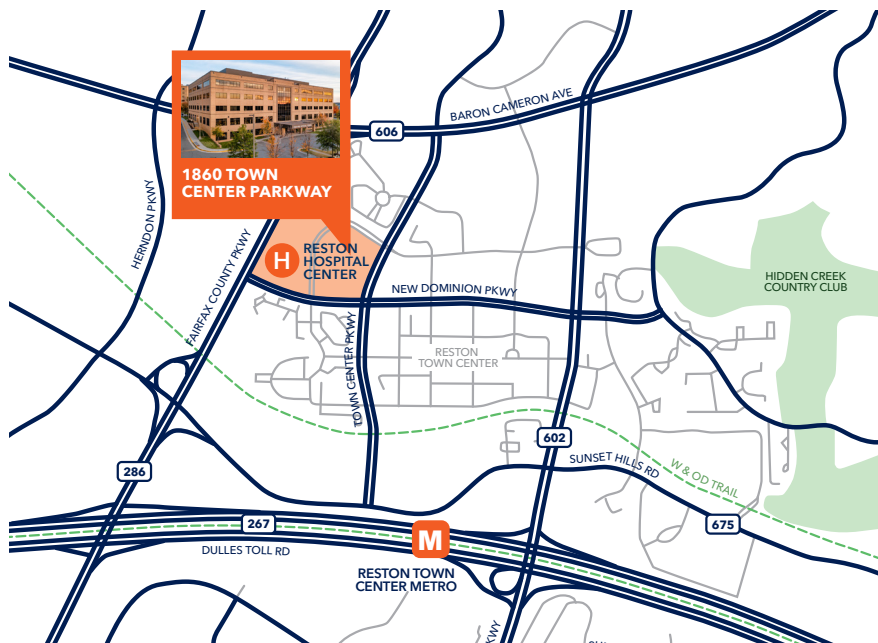 BARON CAMERON AVE
606
1860 TOWN
CENTER PARKWAY
HERNDON PKWY
FAIRFAX COUNTY PKWY
H
RESTON
HOSPITAL
CENTER
HIDDEN CREEK
COUNTRY CLUB
NEW DOMINION PKWY
TOWN CENTER PKWY
RESTON
TOWN CENTER
602
286
SUNSET HILLS RD
W & OD TRAIL
267
675
M
DULLES TOLL RD
RESTON TOWN
CENTER METRO